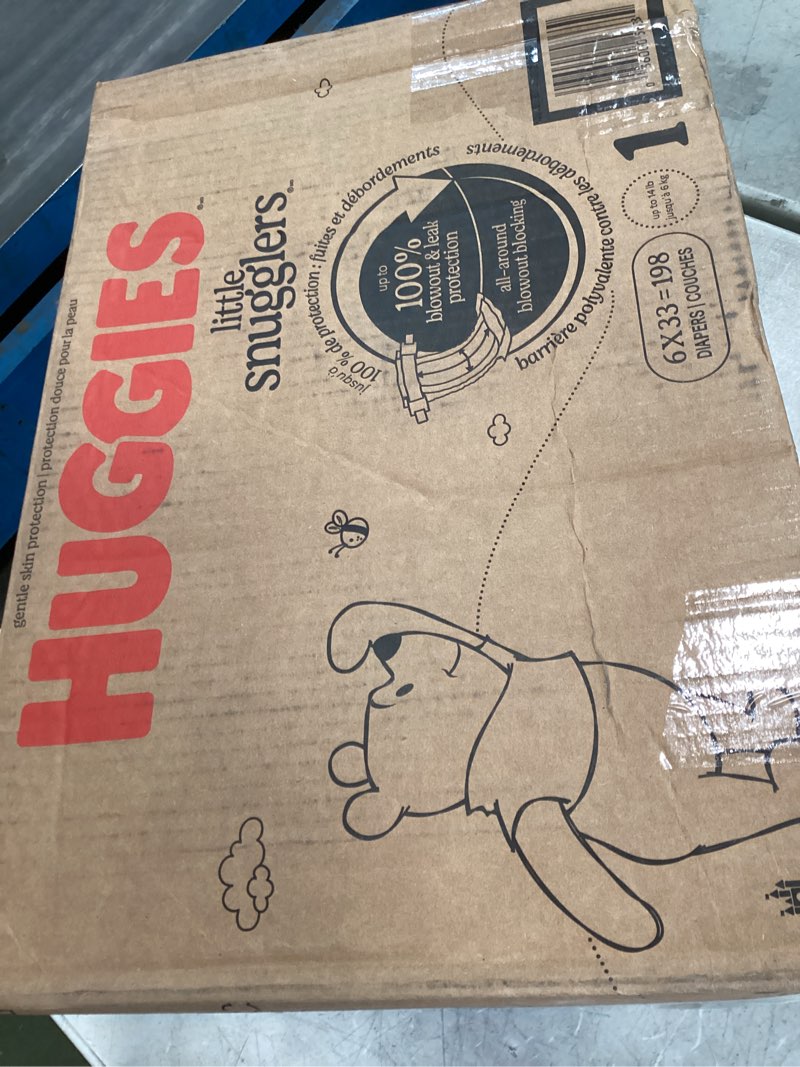 gentle skin protection | protection douce pour la peau
HUGGIES
little
snugglers
jusqu'à
100 % de protection : fuites et débordements
up to
100%
blowout & leak
protection
all-around
blowout blocking
barrière polyvalente contre les débordements
1
up to 14 lb
jusqu'à 6 kg
6 X 33 = 198
DIAPERS | COUCHES